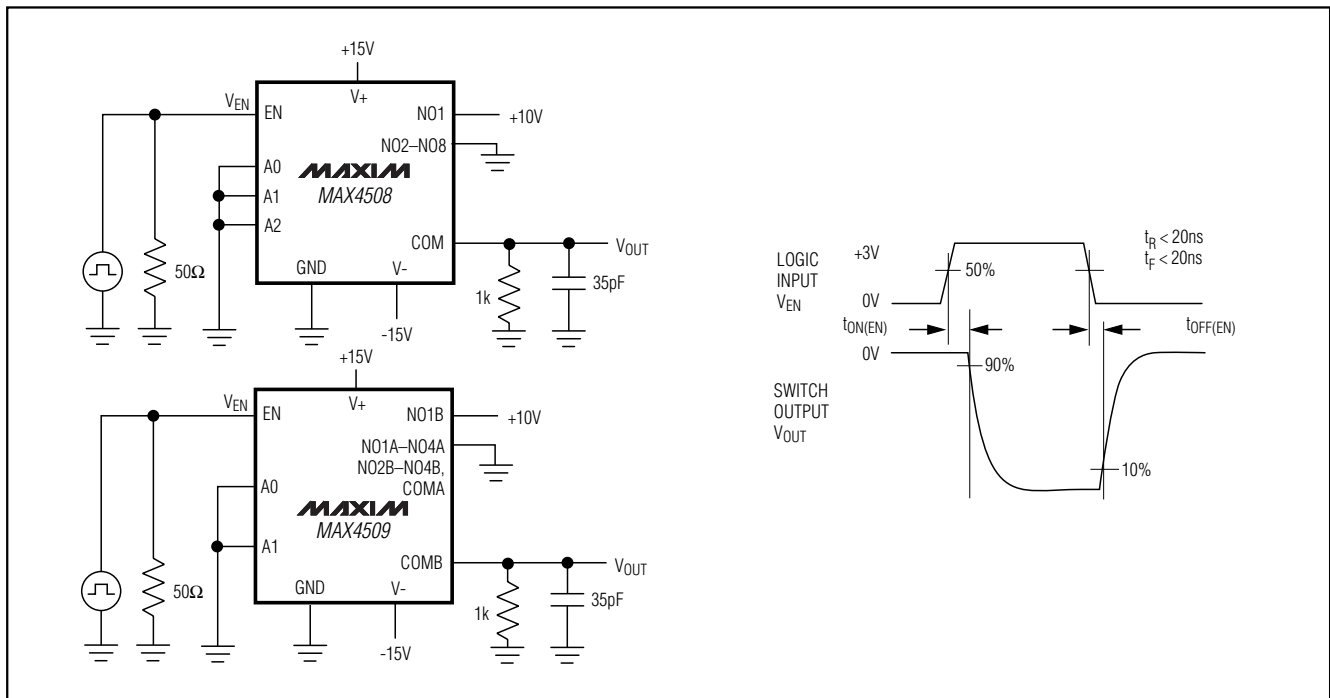 +15V
V+
VEN
EN
NO1
+10V
NO2–NO8
A0
A1
A2
MAXIM
MAX4508
COM
VOUT
GND
V-
50Ω
1k
35pF
-15V
+15V
V+
VEN
EN
NO1B
+10V
NO1A–NO4A
NO2B–NO4B,
COMA
A0
A1
MAXIM
MAX4509
COMB
VOUT
GND
V-
50Ω
1k
35pF
-15V
LOGIC
INPUT
VEN
+3V
50%
0V
tR < 20ns
tF < 20ns
tON(EN)
tOFF(EN)
0V
90%
SWITCH
OUTPUT
VOUT
10%